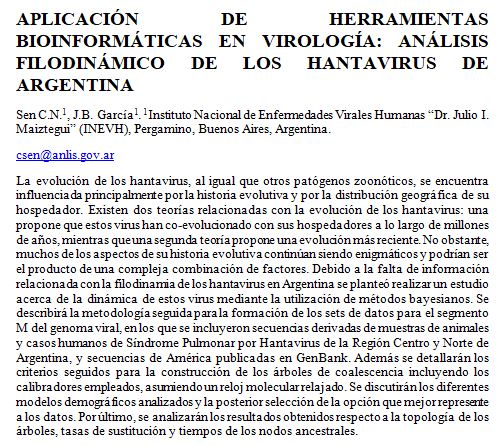 APLICACIÓN DE HERRAMIENTAS
BIOINFORMÁTICAS EN VIROLOGÍA: ANÁLISIS
FILODINÁMICO DE LOS HANTAVIRUS DE
ARGENTINA
Sen C.N.¹, J.B. García¹. ¹Instituto Nacional de Enfermedades Virales Humanas “Dr. Julio I.
Maiztegui” (INEVH), Pergamino, Buenos Aires, Argentina.
csen@anlis.gov.ar
La evolución de los hantavirus, al igual que otros patógenos zoonóticos, se encuentra
influenciada principalmente por la historia evolutiva y por la distribución geográfica de su
hospedador. Existen dos teorías relacionadas con la evolución de los hantavirus: una
propone que estos virus han co-evolucionado con sus hospedadores a lo largo de millones
de años, mientras que una segunda teoría propone una evolución más reciente. No obstante,
muchos de los aspectos de su historia evolutiva continúan siendo enigmáticos y podrían ser
el producto de una compleja combinación de factores. Debido a la falta de información
relacionada con la filodinamia de los hantavirus en Argentina se planteó realizar un estudio
acerca de la dinámica de estos virus mediante la utilización de métodos bayesianos. Se
describirá la metodología seguida para la formación de los sets de datos para el segmento
M del genoma viral, en los que se incluyeron secuencias derivadas de muestras de animales
y casos humanos de Síndrome Pulmonar por Hantavirus de la Región Centro y Norte de
Argentina, y secuencias de América publicadas en GenBank. Además se detallarán los
criterios seguidos para la construcción de los árboles de coalescencia incluyendo los
calibradores empleados, asumiendo un reloj molecular relajado. Se discutirán los diferentes
modelos demográficos analizados y la posterior selección de la opción que mejor represente
a los datos. Por último, se analizarán los resultados obtenidos respecto a la topología de los
árboles, tasas de sustitución y tiempos de los nodos ancestrales.